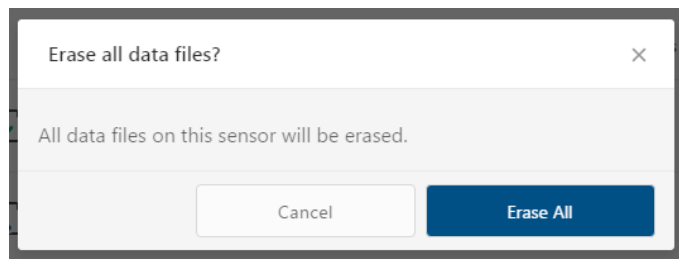 Erase all data files?
All data files on this sensor will be erased.
Cancel
Erase All